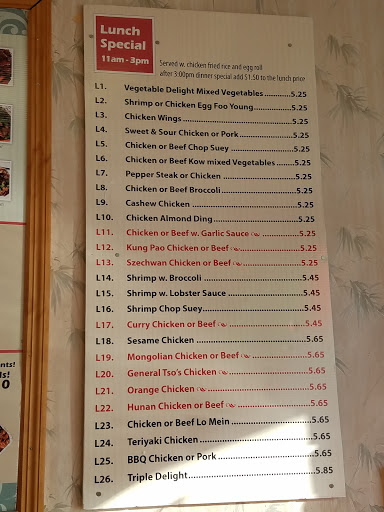 Lunch
Special
11am - 3pm
Served w. chicken fried rice and egg roll
after 3:00pm dinner special add $1.50 to the lunch price
L1. Vegetable Delight Mixed Vegetables...........5.25
L2. Shrimp or Chicken Egg Foo Young...............5.25
L3. Chicken Wings.............................................5.25
L4. Sweet & Sour Chicken or Pork....................5.25
L5. Chicken or Beef Chop Suey........................5.25
L6. Chicken or Beef Kow mixed Vegetables........5.25
L7. Pepper Steak or Chicken..............................5.25
L8. Chicken or Beef Broccoli..............................5.25
L9. Cashew Chicken..........................................5.25
L10. Chicken Almond Ding.................................5.25
L11. Chicken or Beef w. Garlic Sauce................5.25
L12. Kung Pao Chicken or Beef.........................5.25
L13. Szechwan Chicken or Beef........................5.25
L14. Shrimp w. Broccoli.....................................5.45
L15. Shrimp w. Lobster Sauce...........................5.45
L16. Shrimp Chop Suey.....................................5.45
L17. Curry Chicken or Beef................................5.45
L18. Sesame Chicken.........................................5.65
L19. Mongolian Chicken or Beef........................5.65
L20. General Tso's Chicken................................5.65
L21. Orange Chicken..........................................5.65
L22. Hunan Chicken or Beef...............................5.65
L23. Chicken or Beef Lo Mein............................5.65
L24. Teriyaki Chicken.........................................5.65
L25. BBQ Chicken or Pork..................................5.65
L26. Triple Delight..............................................5.85